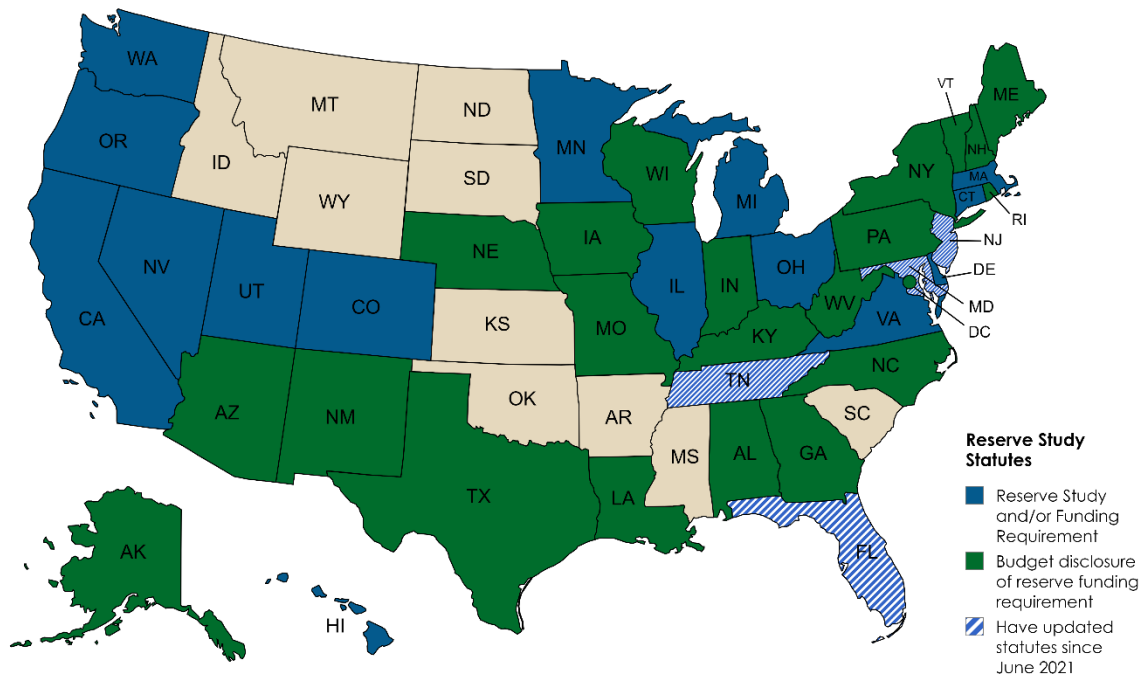 WA
MT
ND
MN
VT
ME
OR
ID
SD
WI
NY
NH
MA
CT
RI
WY
MI
NJ
NE
IA
PA
DE
NV
UT
CO
IL
IN
OH
MD
CA
KS
MO
WV
VA
DC
KY
NC
TN
AZ
NM
OK
AR
SC
MS
AL
GA
TX
LA
AK
FL
HI
Reserve Study
Statutes
Reserve Study
and/or Funding
Requirement
Budget disclosure
of reserve funding
requirement
Have updated
statutes since
June 2021